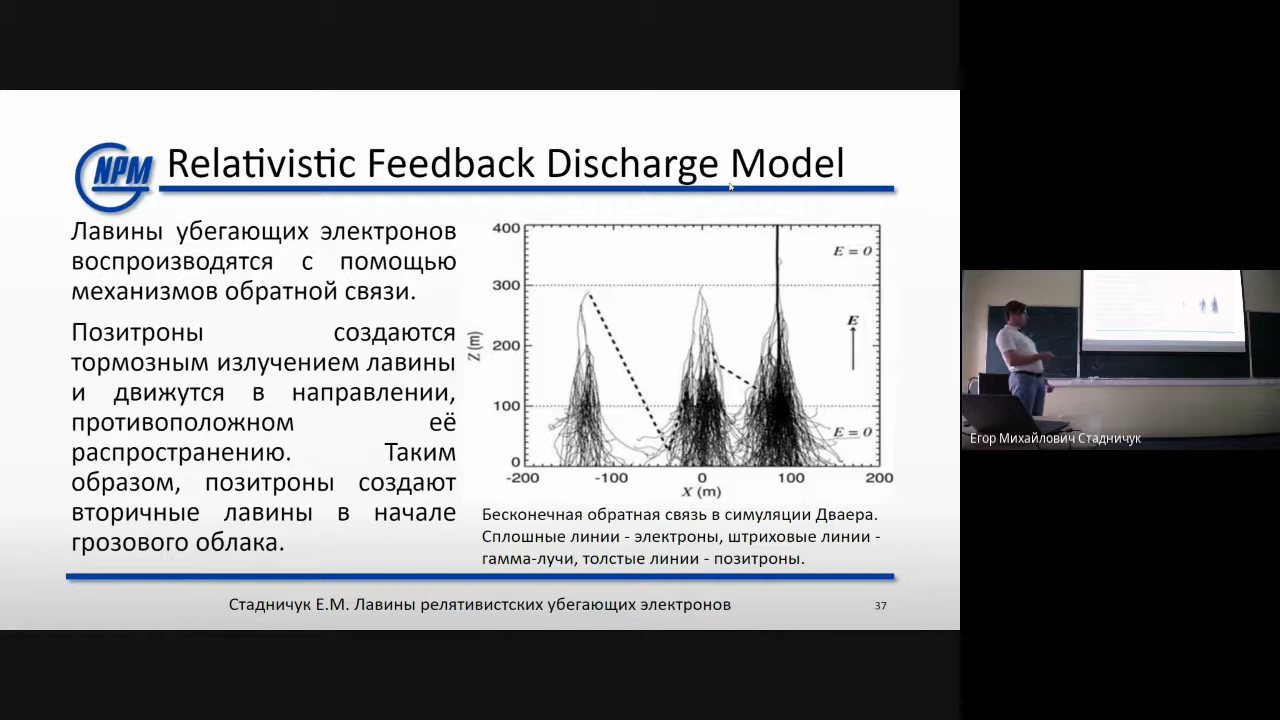 NPM
Relativistic Feedback Discharge Model
Лавины убегающих электронов
воспроизводятся с помощью
механизмов обратной связи.
Позитроны создаются
тормозным излучением лавины
и движутся в направлении,
противоположном её
распространению. Таким
образом, позитроны создают
вторичные лавины в начале
грозового облака.
400
300
200
100
0
Z (m)
-200
-100
0
100
200
X (m)
E = 0
E
E = 0
Бесконечная обратная связь в симуляции Дваера.
Сплошные линии - электроны, штриховые линии -
гамма-лучи, толстые линии - позитроны.
Стадничук Е.М. Лавины релятивистских убегающих электронов
37
Егор Михайлович Стадничук